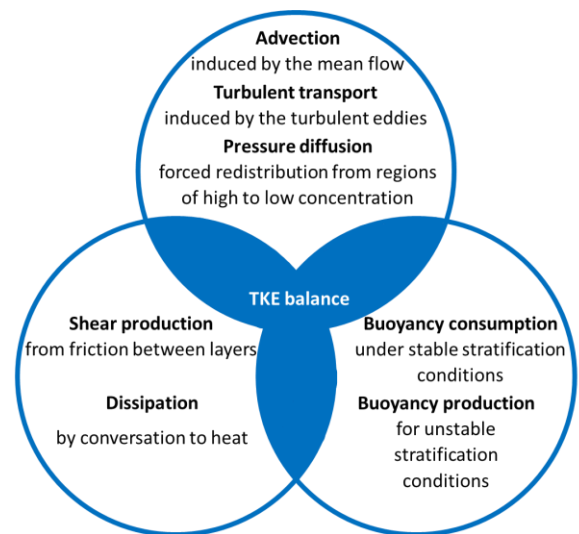 Advection
induced by the mean flow
Turbulent transport
induced by the turbulent eddies
Pressure diffusion
forced redistribution from regions
of high to low concentration
TKE balance
Shear production
from friction between layers
Dissipation
by conversation to heat
Buoyancy consumption
under stable stratification
conditions
Buoyancy production
for unstable
stratification
conditions